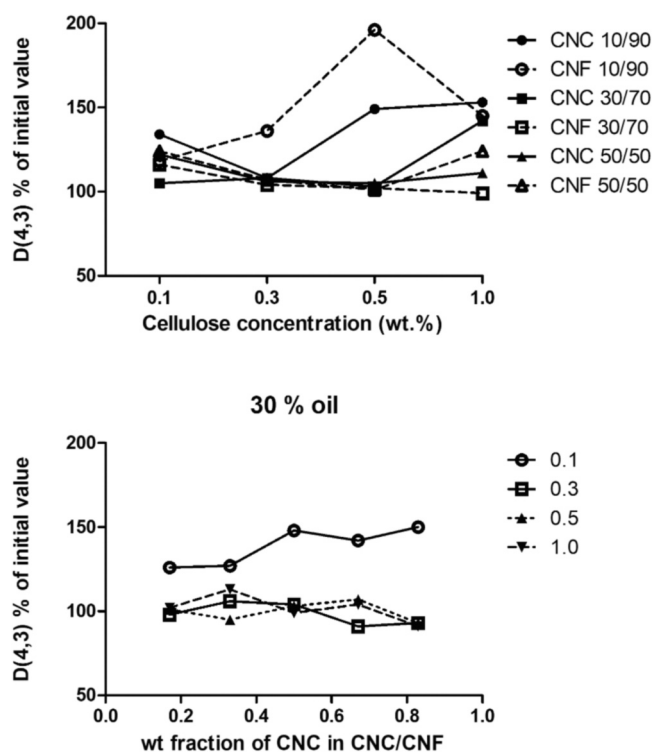 200
150
100
50
D(4,3) % of initial value
0.1 0.3 0.5 1.0
Cellulose concentration (wt.%)
CNC 10/90
CNF 10/90
CNC 30/70
CNF 30/70
CNC 50/50
CNF 50/50
30 % oil
200
150
100
50
D(4,3) % of initial value
0.0 0.2 0.4 0.6 0.8 1.0
wt fraction of CNC in CNC/CNF
0.1
0.3
0.5
1.0